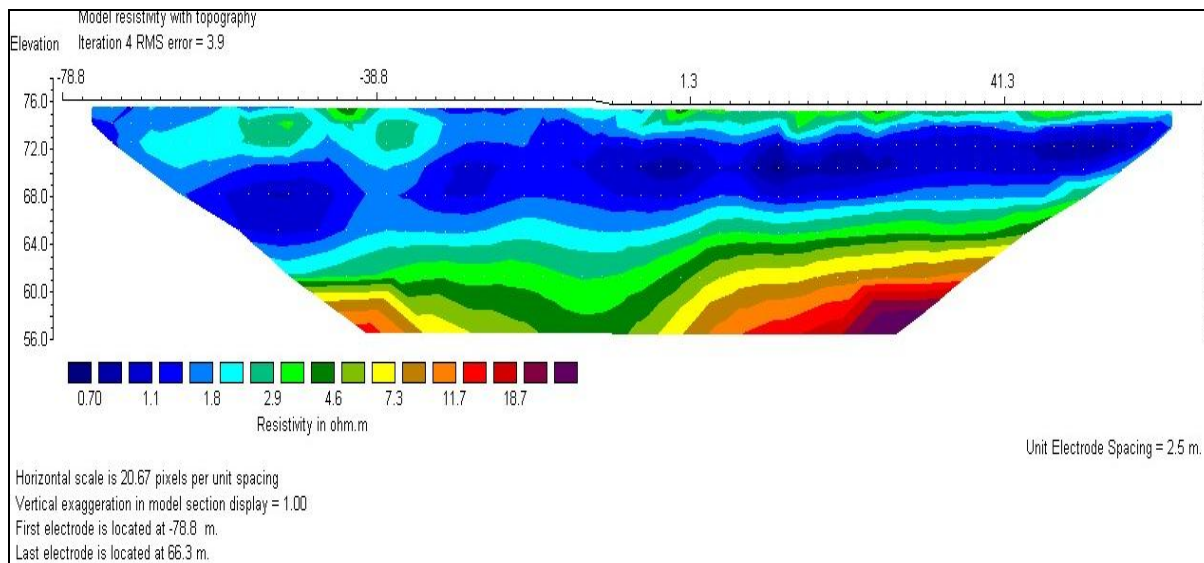 Model resistivity with topography
Elevation Iteration 4 RMS error = 3.9
-78.8 -38.8 1.3 41.3
76.0
72.0
68.0
64.0
60.0
56.0
0.70 1.1 1.8 2.9 4.6 7.3 11.7 18.7
Resistivity in ohm.m
Unit Electrode Spacing = 2.5 m.
Horizontal scale is 20.67 pixels per unit spacing
Vertical exaggeration in model section display = 1.00
First electrode is located at -78.8 m.
Last electrode is located at 66.3 m.